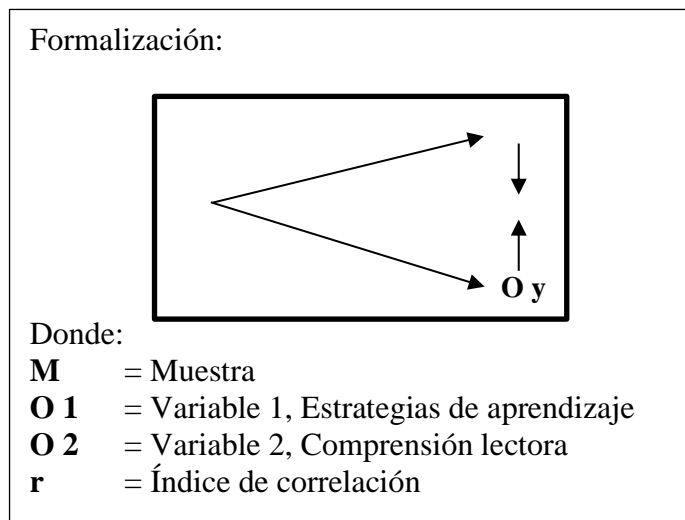 Formalización:
O y
Donde:
M = Muestra
O 1 = Variable 1, Estrategias de aprendizaje
O 2 = Variable 2, Comprensión lectora
r = Índice de correlación